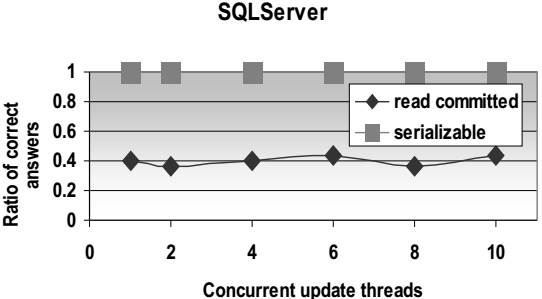 SQLServer
1
0.8
0.6
0.4
0.2
0
Ratio of correct
answers
read committed
serializable
0 2 4 6 8 10
Concurrent update threads